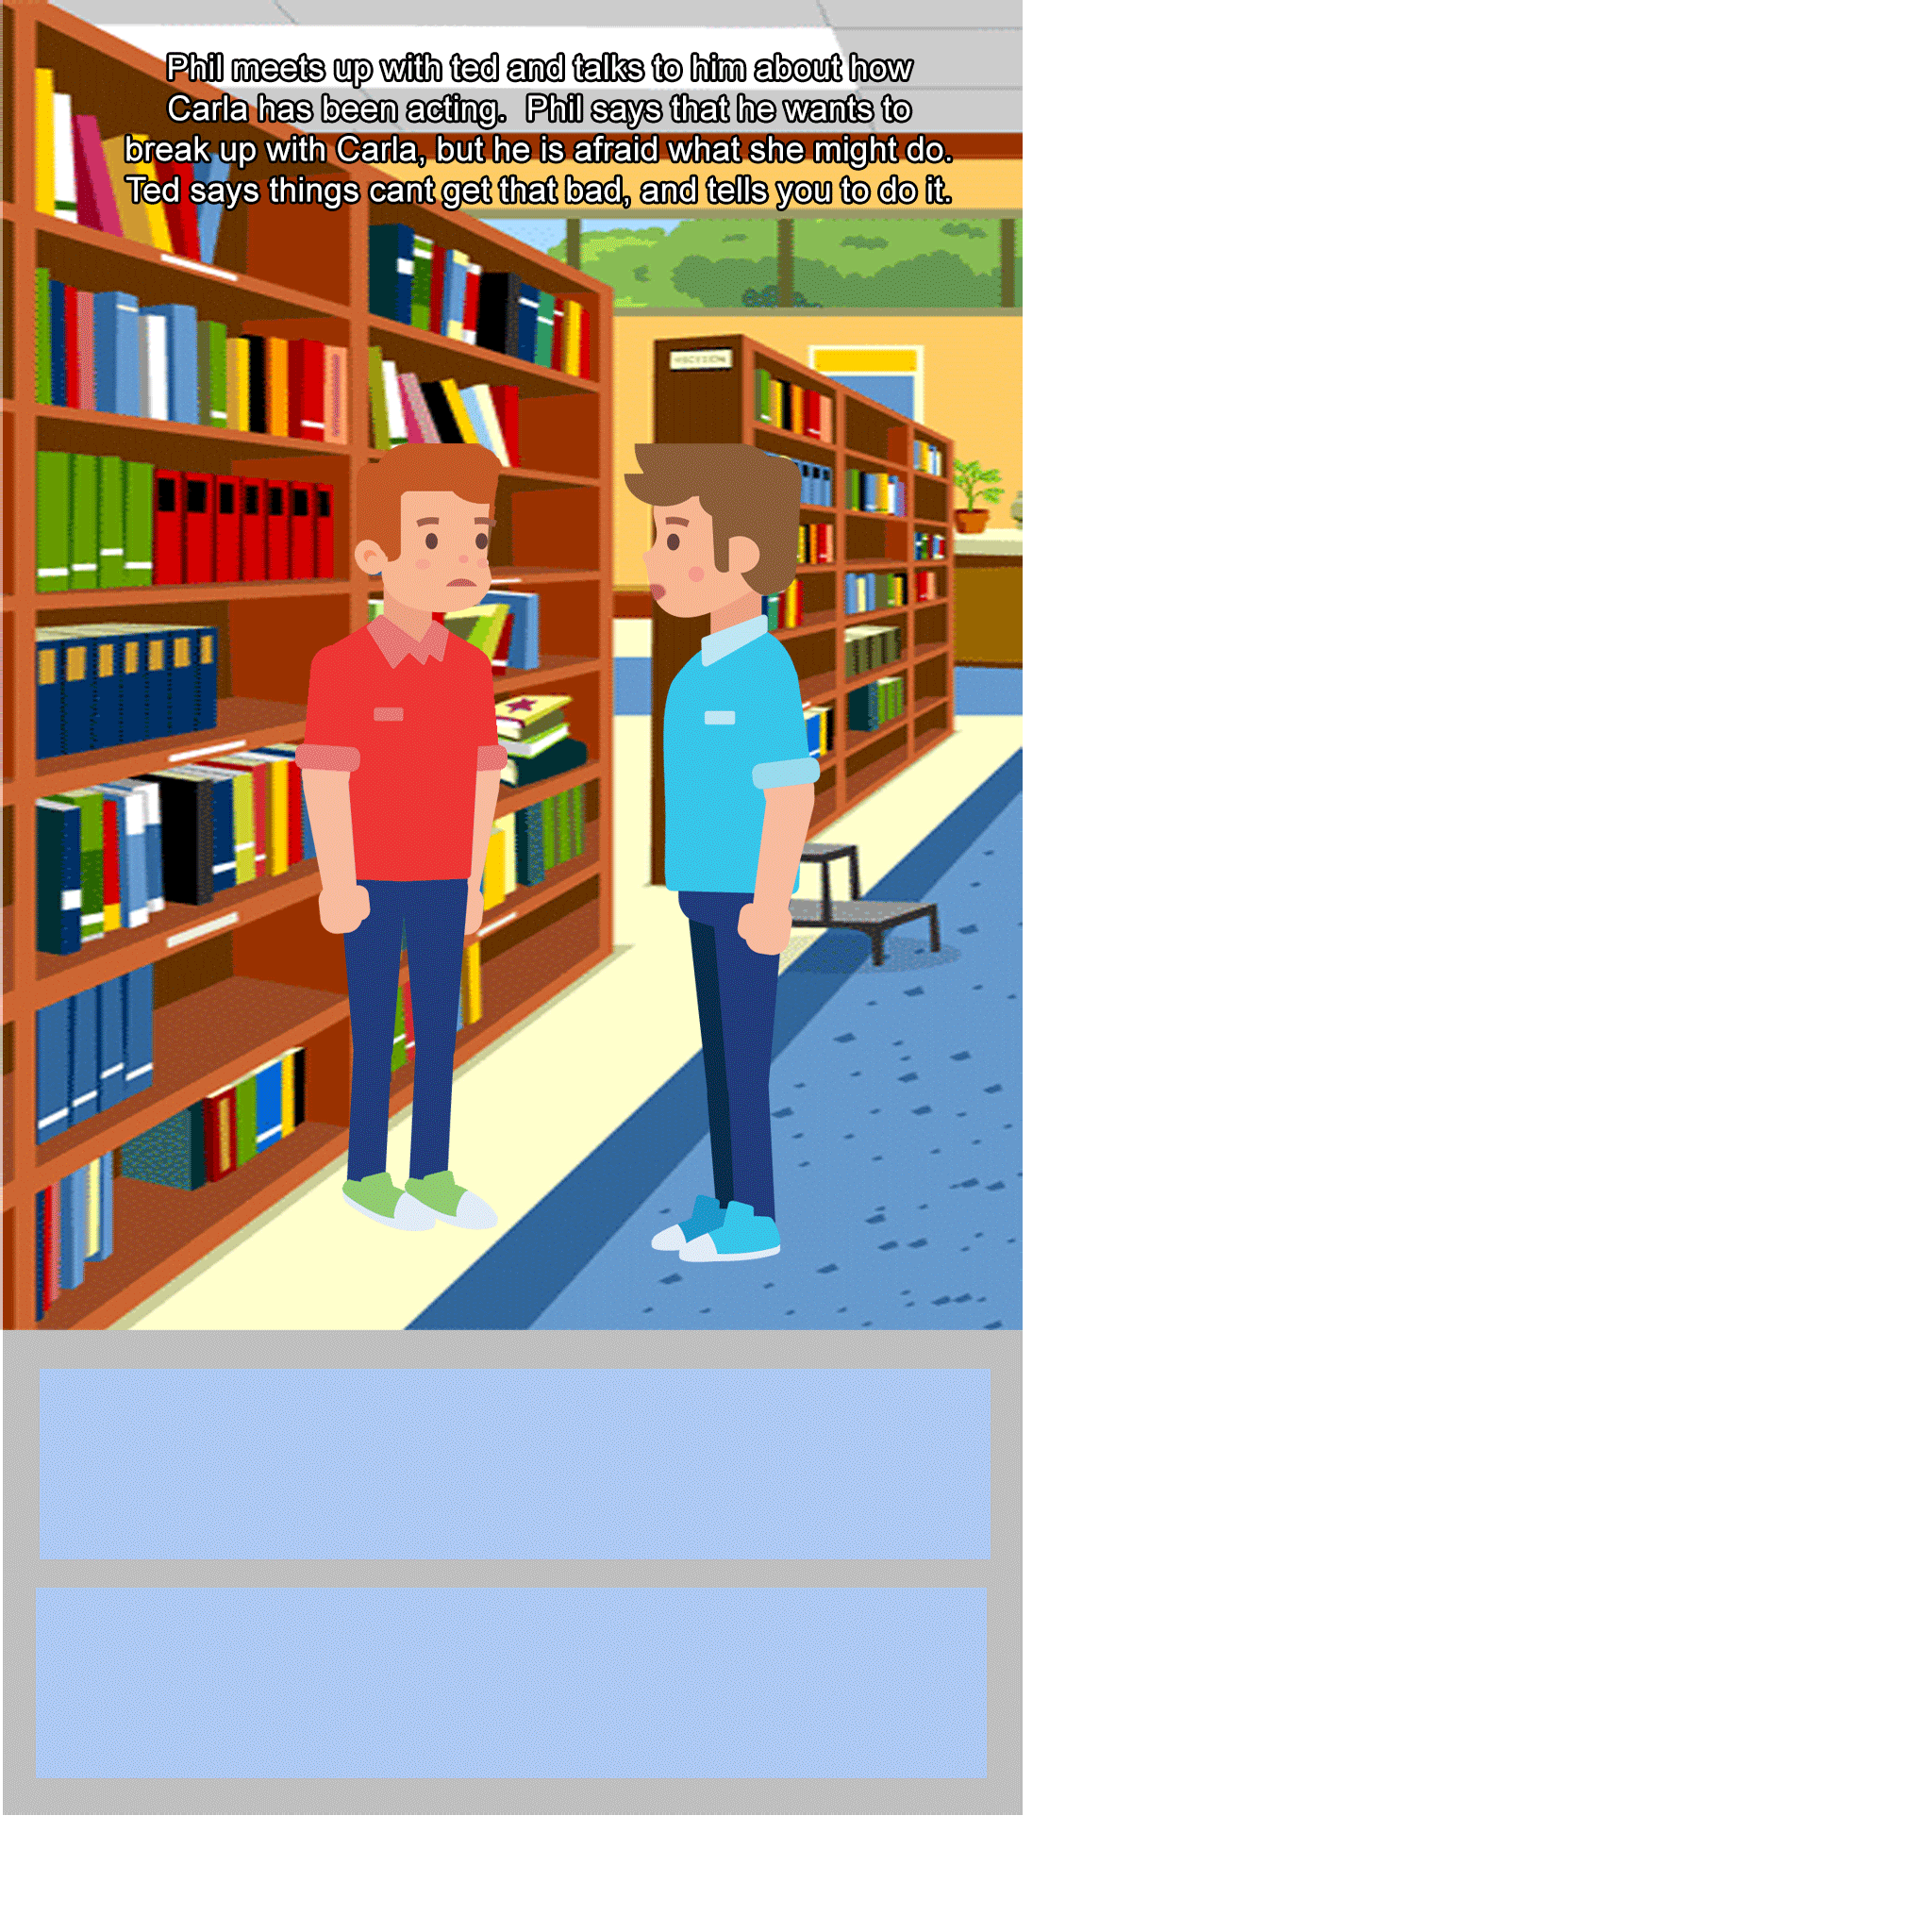 Phil meets up with ted and talks to him about how
Carla has been acting.  Phil says that he wants to
break up with Carla, but he is afraid what she might do.
Ted says things cant get that bad, and tells you to do it.